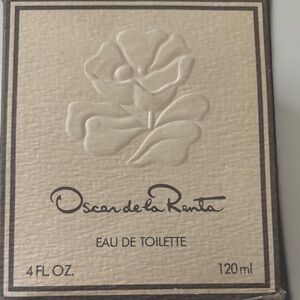 Oscar de la Renta
EAU DE TOILETTE
4 FL. OZ. 120 ml